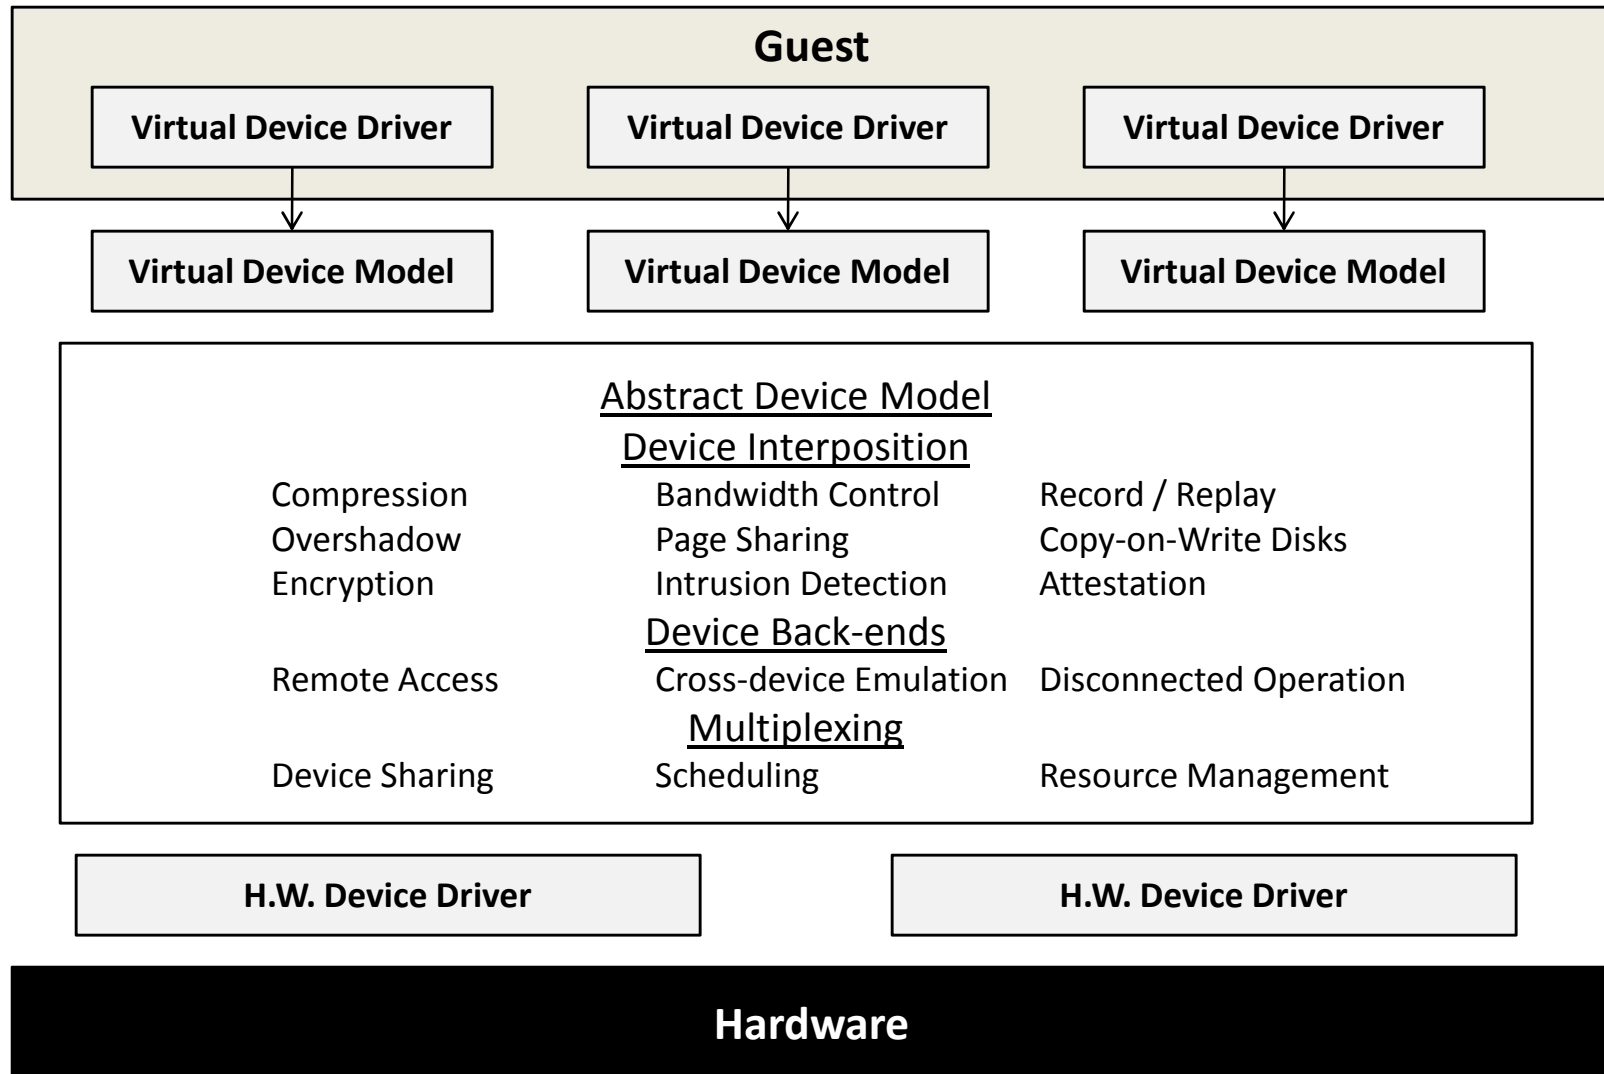 Guest
Virtual Device Driver Virtual Device Driver Virtual Device Driver
Virtual Device Model Virtual Device Model Virtual Device Model
Abstract Device Model
Device Interposition
Compression Bandwidth Control Record / Replay
Overshadow Page Sharing Copy-on-Write Disks
Encryption Intrusion Detection Attestation
Device Back-ends
Remote Access Cross-device Emulation Disconnected Operation
Multiplexing
Device Sharing Scheduling Resource Management
H.W. Device Driver H.W. Device Driver
Hardware